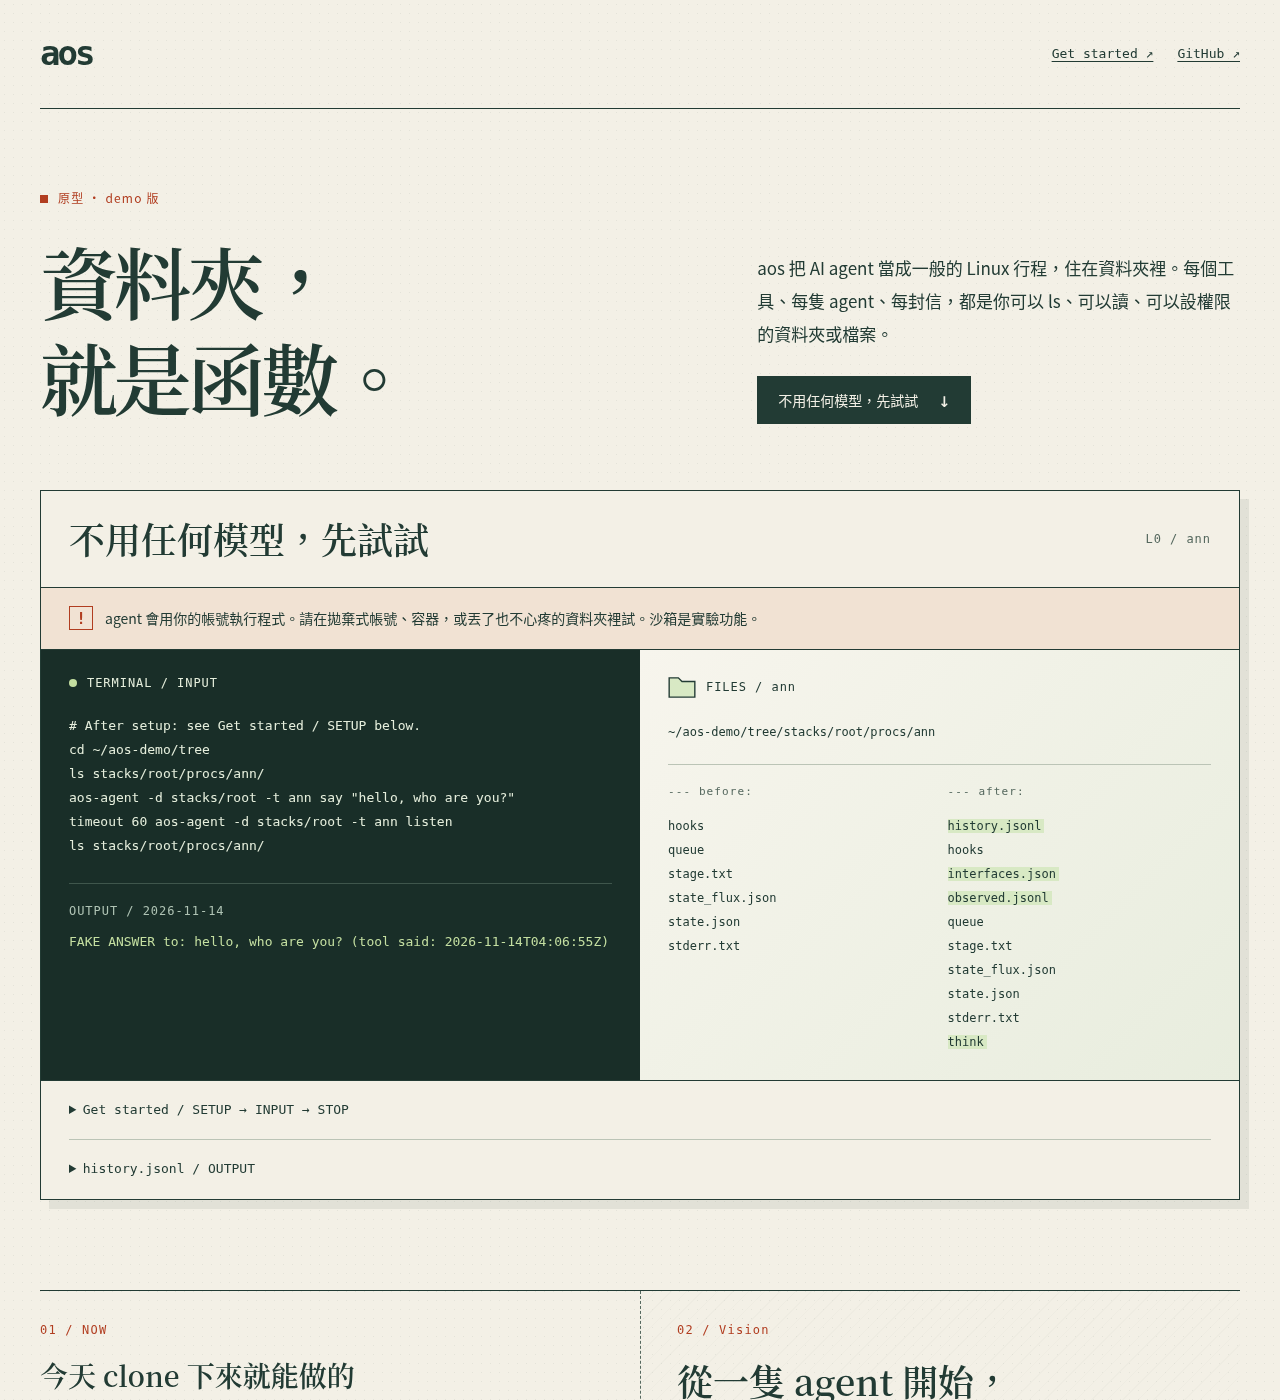 aos
Get started ↗ GitHub ↗
原型 · demo 版
資料夾，
就是函數。
aos 把 AI agent 當成一般的 Linux 行程，住在資料夾裡。每個工
具、每隻 agent、每封信，都是你可以 ls、可以讀、可以設權限
的資料夾或檔案。
不用任何模型，先試試 ↓
不用任何模型，先試試
L0 / ann
! agent 會用你的帳號執行程式。請在拋棄式帳號、容器，或丟了也不心疼的資料夾裡試。沙箱是實驗功能。
TERMINAL / INPUT
# After setup: see Get started / SETUP below.
cd ~/aos-demo/tree
ls stacks/root/procs/ann/
aos-agent -d stacks/root -t ann say "hello, who are you?"
timeout 60 aos-agent -d stacks/root -t ann listen
ls stacks/root/procs/ann/
OUTPUT / 2026-11-14
FAKE ANSWER to: hello, who are you? (tool said: 2026-11-14T04:06:55Z)
FILES / ann
~/aos-demo/tree/stacks/root/procs/ann
--- before:
hooks
queue
stage.txt
state_flux.json
state.json
stderr.txt
--- after:
history.jsonl
hooks
interfaces.json
observed.jsonl
queue
stage.txt
state_flux.json
state.json
stderr.txt
think
▶ Get started / SETUP → INPUT → STOP
▶ history.jsonl / OUTPUT
01 / NOW
今天 clone 下來就能做的
02 / Vision
從一隻 agent 開始，